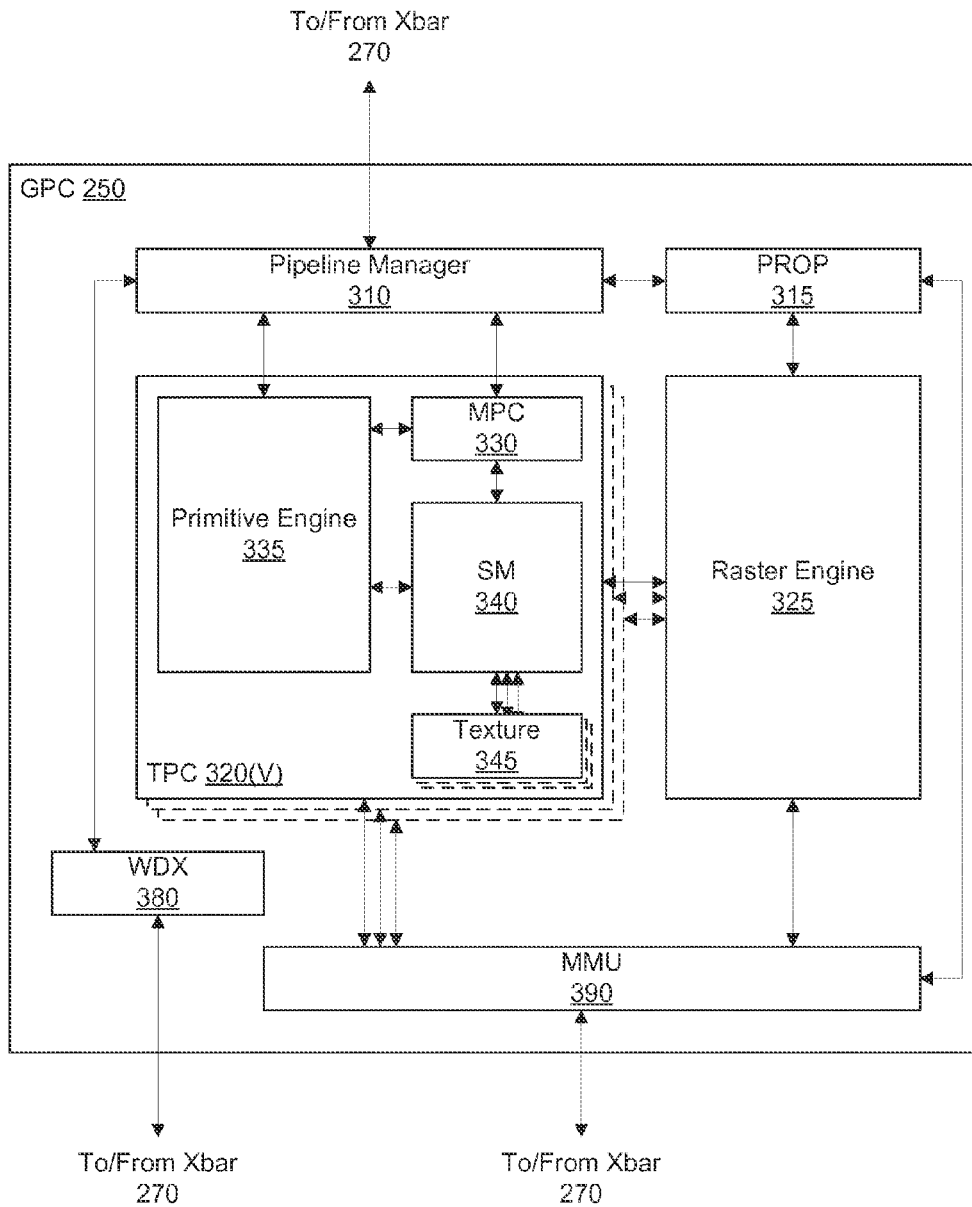 To/From Xbar
270
GPC 250
Pipeline Manager
310
PROP
315
MPC
330
Primitive Engine
335
SM
340
Raster Engine
325
Texture
345
TPC 320(V)
WDX
380
MMU
390
To/From Xbar
270
To/From Xbar
270